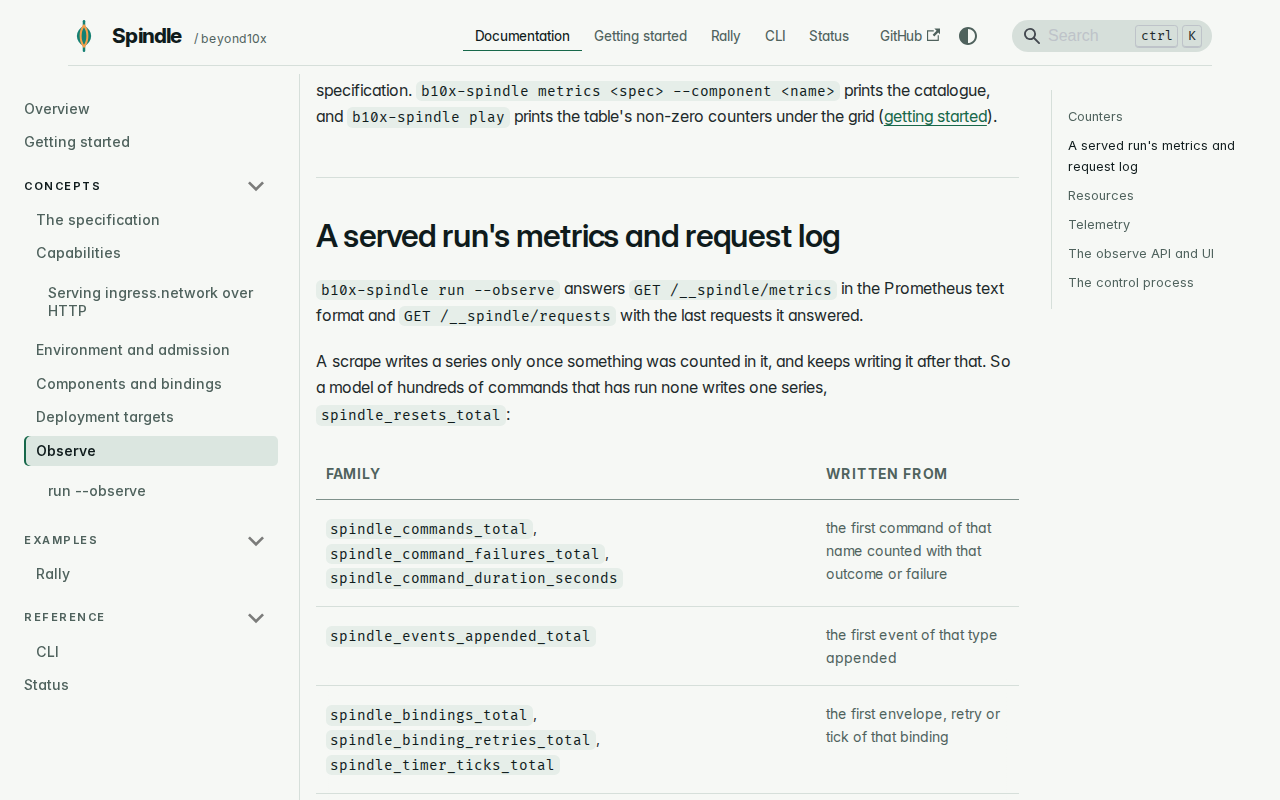 Spindle / beyond10x
Documentation Getting started Rally CLI Status GitHub Search ctrl K
Overview
Getting started
CONCEPTS
The specification
Capabilities
Serving ingress.network over
HTTP
Environment and admission
Components and bindings
Deployment targets
Observe
run --observe
EXAMPLES
Rally
REFERENCE
CLI
Status
specification. b10x-spindle metrics <spec> --component <name> prints the catalogue,
and b10x-spindle play prints the table's non-zero counters under the grid (getting started).
A served run's metrics and request log
b10x-spindle run --observe answers GET /__spindle/metrics in the Prometheus text
format and GET /__spindle/requests with the last requests it answered.
A scrape writes a series only once something was counted in it, and keeps writing it after that. So
a model of hundreds of commands that has run none writes one series,
spindle_resets_total:
FAMILY WRITTEN FROM
spindle_commands_total,
spindle_command_failures_total,
spindle_command_duration_seconds
the first command of that
name counted with that
outcome or failure
spindle_events_appended_total
the first event of that type
appended
spindle_bindings_total,
spindle_binding_retries_total,
spindle_timer_ticks_total
the first envelope, retry or
tick of that binding
Counters
A served run's metrics and
request log
Resources
Telemetry
The observe API and UI
The control process